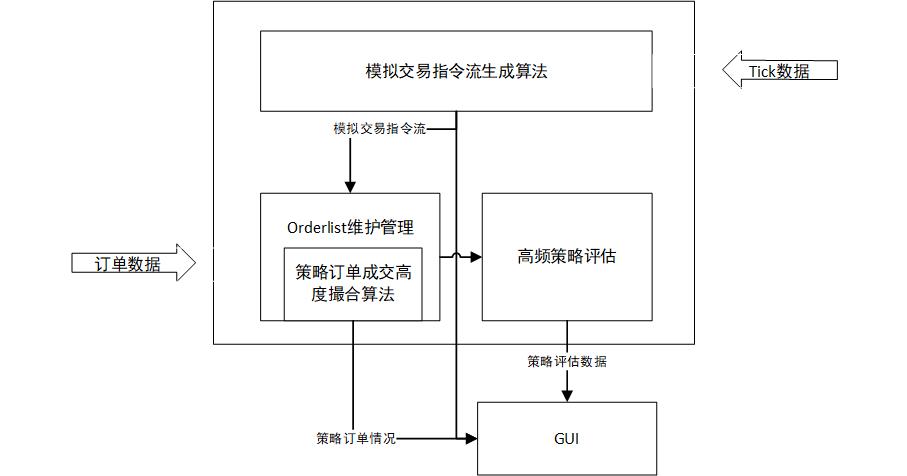 模拟交易指令流生成算法
Tick数据
模拟交易指令流
Orderlist维护管理
策略订单成交高
度撮合算法
高频策略评估
订单数据
策略评估数据
策略订单情况
GUI